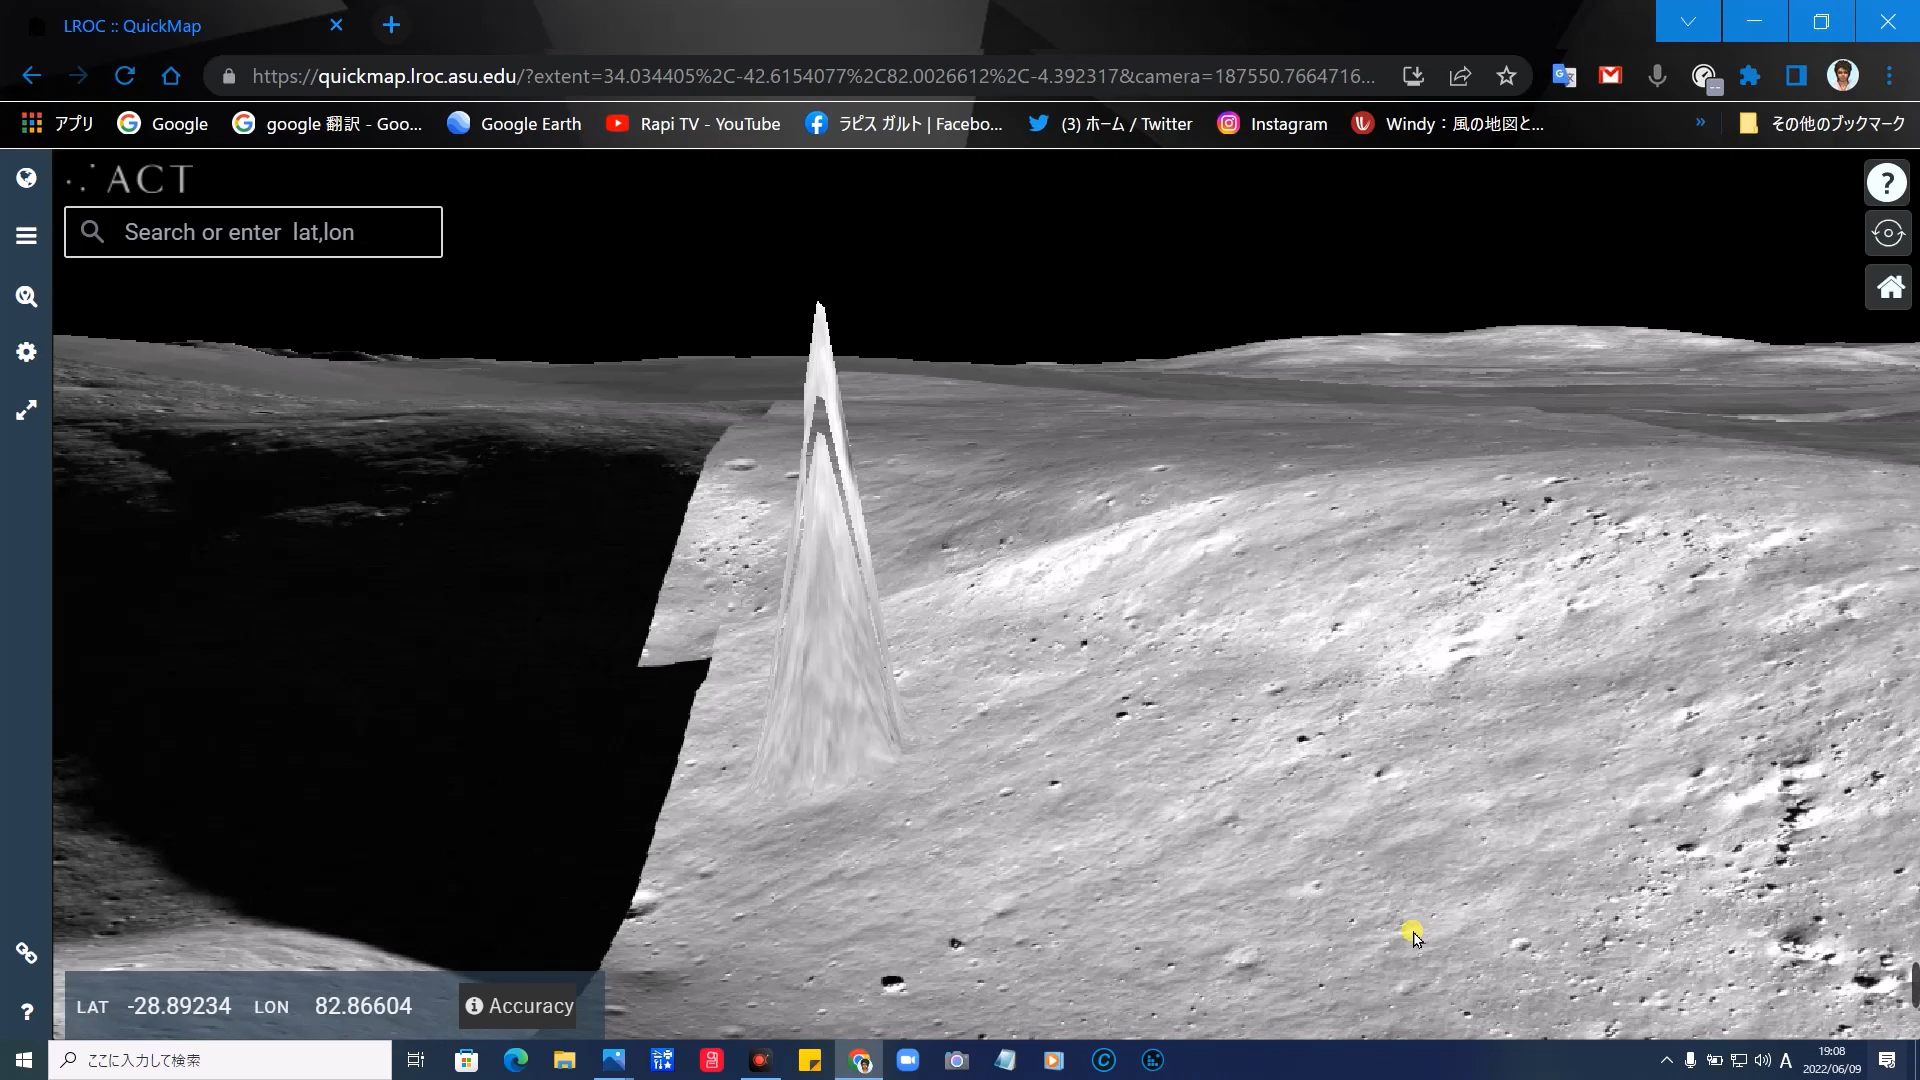 LROC :: QuickMap
https://quickmap.lroc.asu.edu/?extent=34.034405%2C-42.6154077%2C82.0026612%2C-4.392317&camera=187550.7664716...
アプリ Google google 翻訳 - Goo... Google Earth Rapi TV - YouTube ラピス ガルト | Facebo... (3) ホーム / Twitter Instagram Windy：風の地図と... » その他のブックマーク
ACT
Search or enter lat,lon
?
LAT -28.89234 LON 82.86604 Accuracy
?
ここに入力して検索
A
19:08
2022/06/09